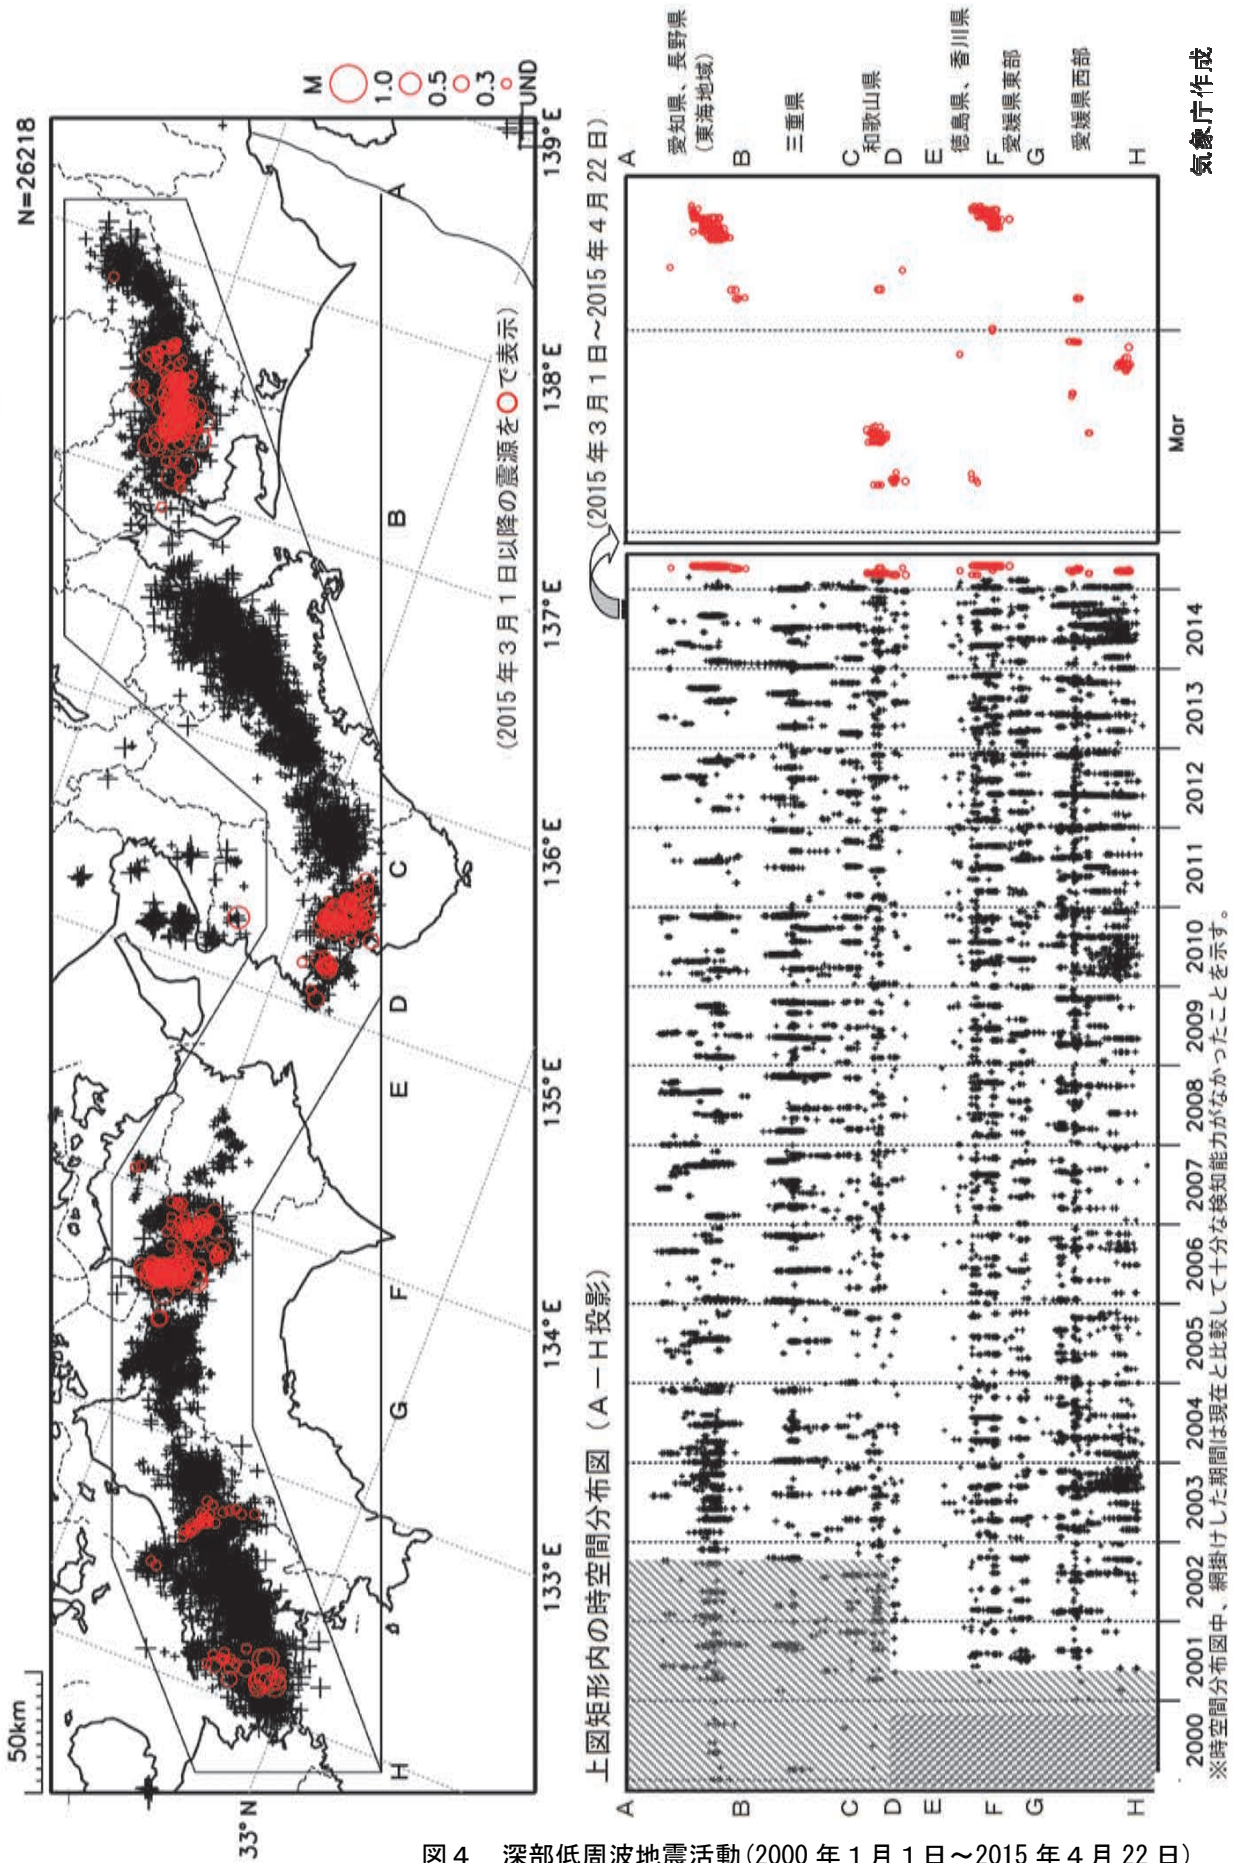 50km
N=26218
M
1.0
0.5
0.3
UND
33°N
133°E
134°E
135°E
136°E
137°E
138°E
139°E
H
G
F
E
D
C
B
A
(2015年3月1日以降の震源を○で表示)
上図矩形内の時空間分布図(A－H投影)
(2015年3月1日～2015年4月22日)
A
B
C
D
E
F
G
H
A
愛知県、長野県
(東海地域)
B
三重県
C
和歌山県
D
E
徳島県、香川県
F
愛媛県東部
G
愛媛県西部
H
2000
2001
2002
2003
2004
2005
2006
2007
2008
2009
2010
2011
2012
2013
2014
Mar
※時空間分布図中、網掛けした期間は現在と比較して十分な検知能力がなかったことを示す。
気象庁作成
図4 深部低周波地震活動(2000年1月1日～2015年4月22日)